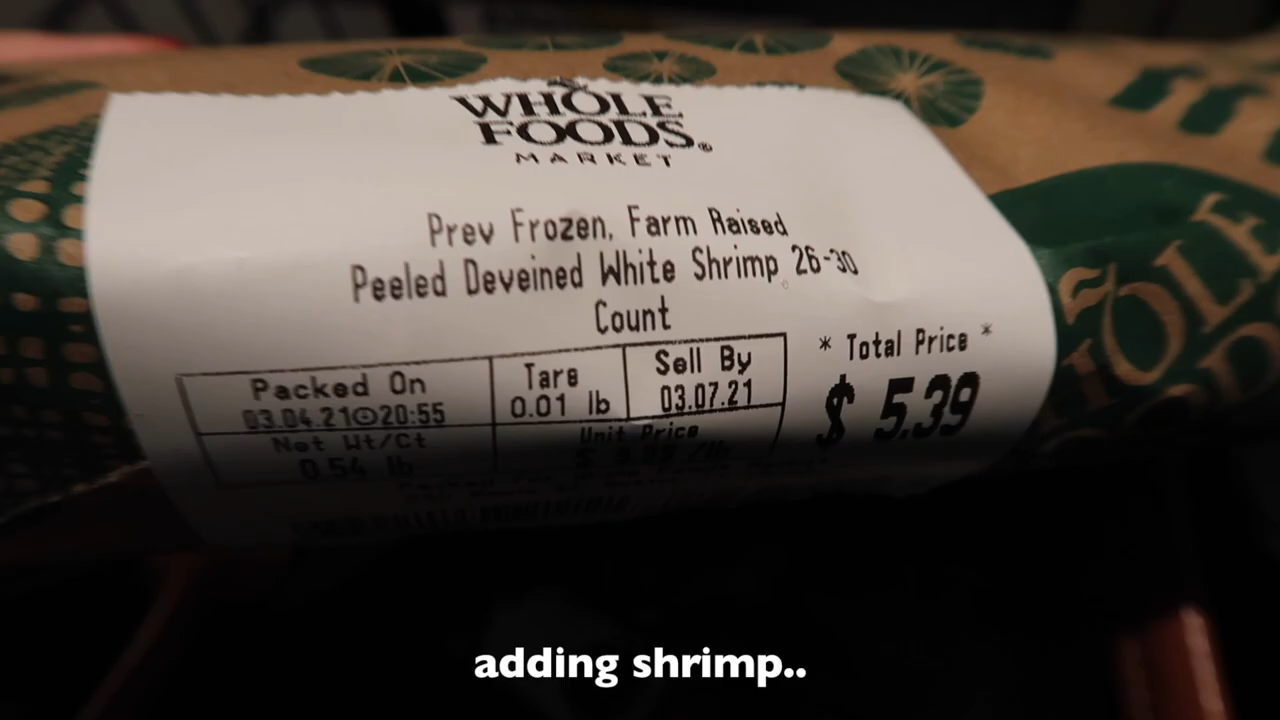 WHOLE
FOODS®
MARKET
Prev Frozen, Farm Raised
Peeled Deveined White Shrimp 26-30
Count
Packed On
03.04.21@20:55
Tare
0.01 lb
Sell By
03.07.21
* Total Price *
$ 5.39
Net Wt/Ct
0.54 lb
Unit Price
WHOLE
adding shrimp..